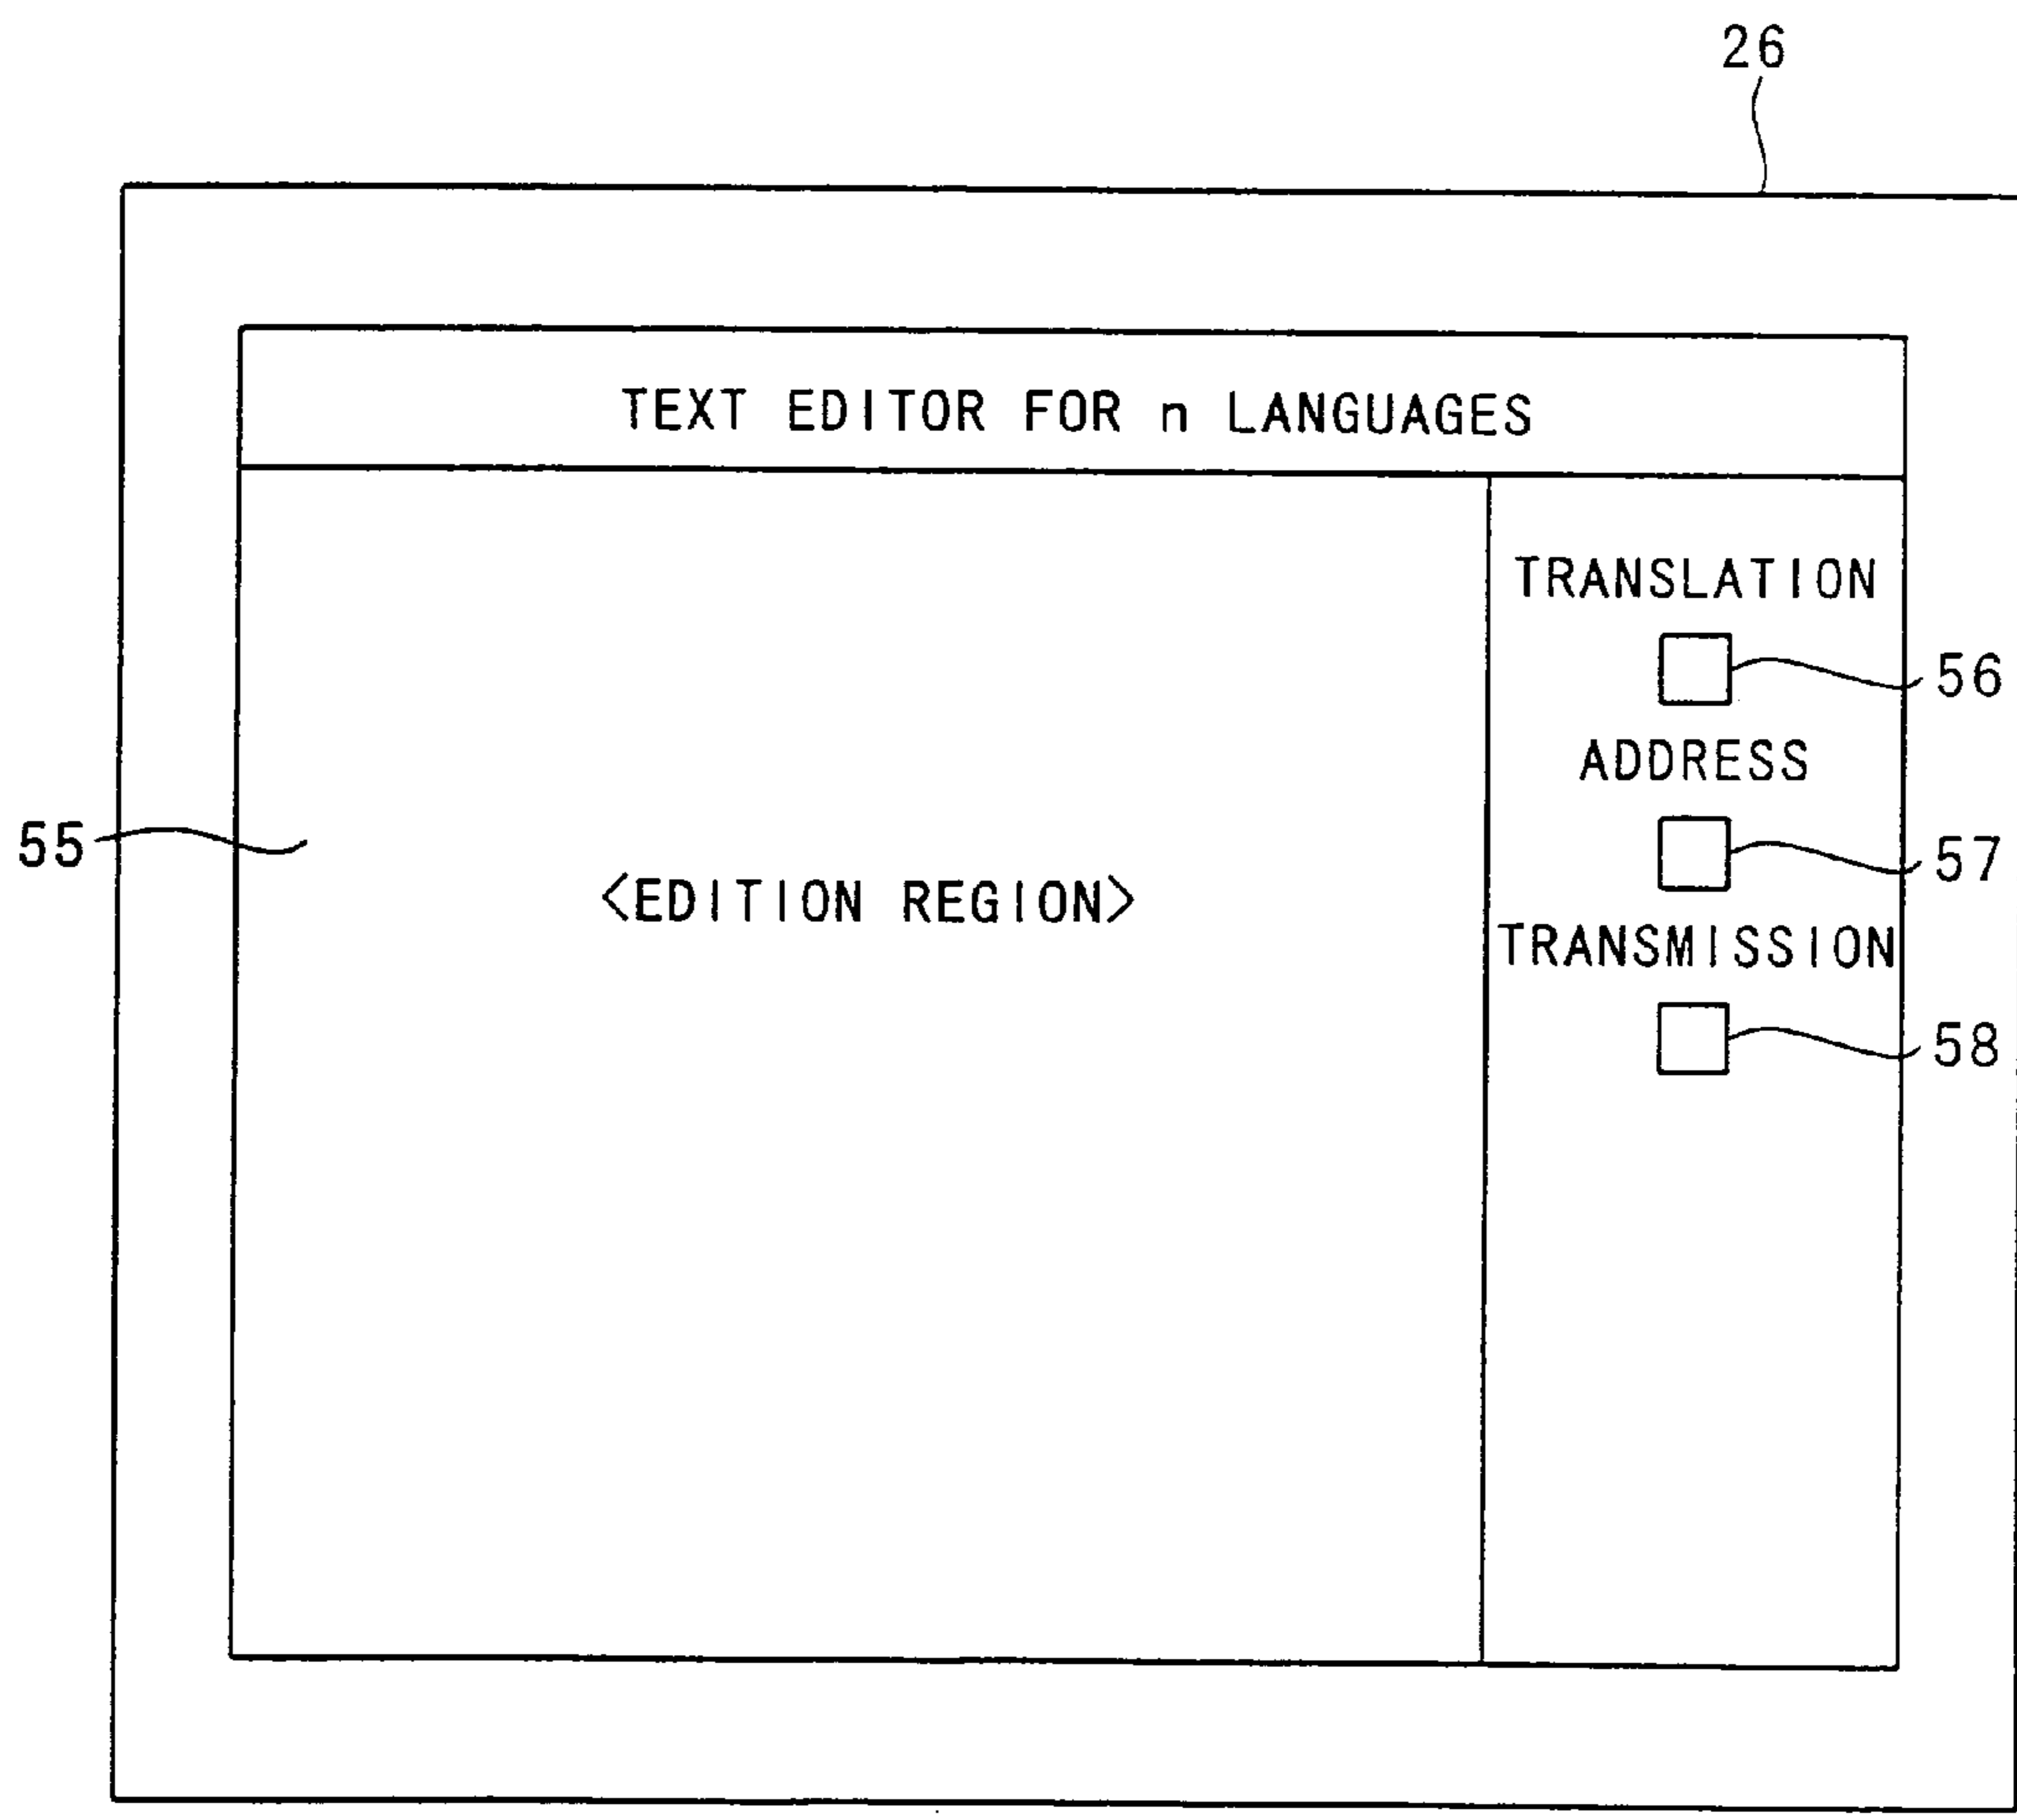 26
TEXT EDITOR FOR n LANGUAGES
TRANSLATION
56
ADDRESS
55
57
<EDITION REGION>
TRANSMISSION
58